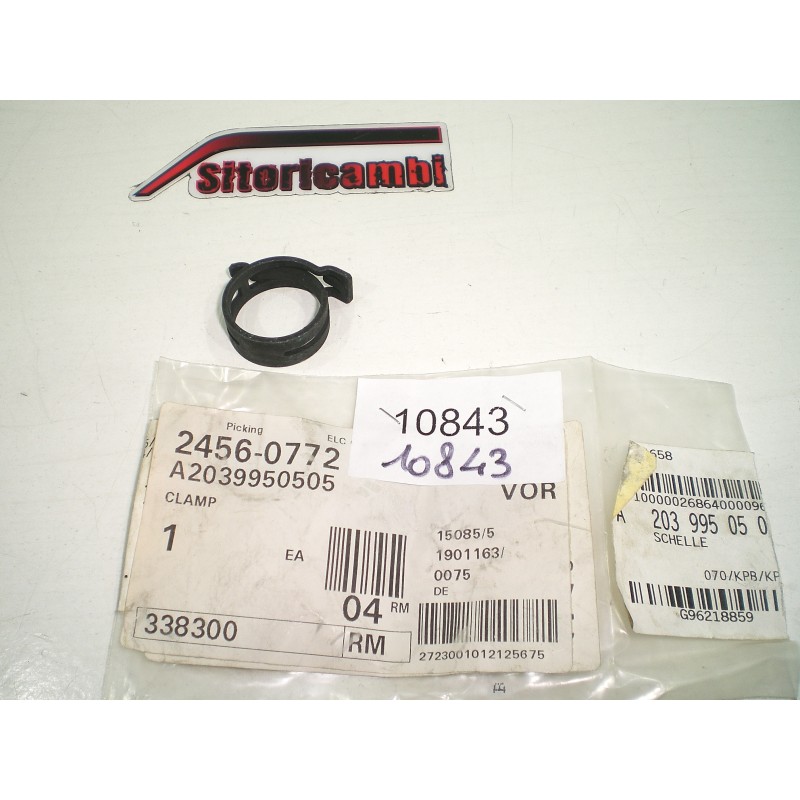 sitoricambi
10843
10843
Picking
ELC
2456-0772
A2039950505
VOR
CLAMP
1
EA
15085/5
1901163/
0075
DE
04 RM
338300
RM
2723001012125675
658
10000026864000096
A 203 995 05 0
SCHELLE
070/KPB/KP
G96218859